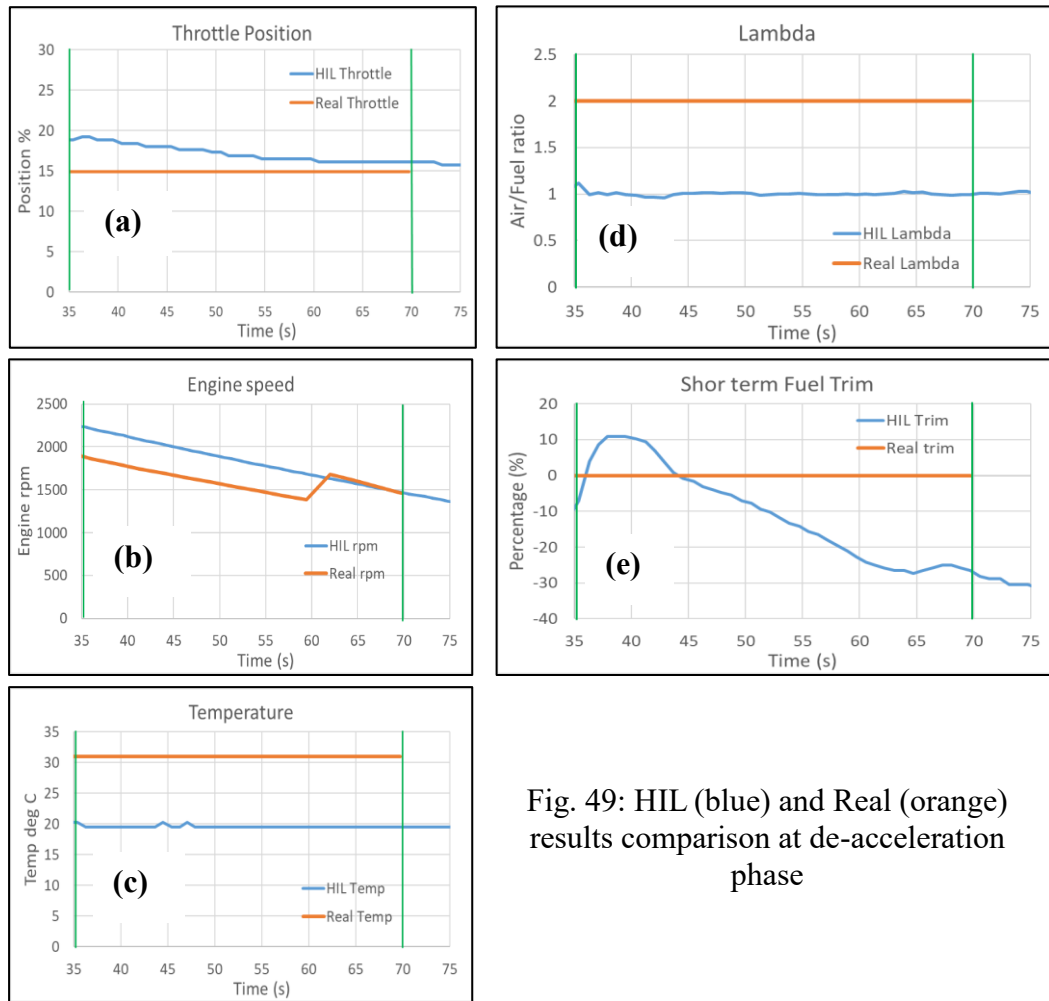 Throttle Position
30
25
20
15
10
5
0
Position %
HIL Throttle
Real Throttle
(a)
35 40 45 50 55 60 65 70 75
Time (s)
Lambda
2.5
2
1.5
1
0.5
0
Air/Fuel ratio
(d)
HIL Lambda
Real Lambda
35 40 45 50 55 60 65 70 75
Time (s)
Engine speed
2500
2000
1500
1000
500
0
Engine rpm
(b)
HIL rpm
Real rpm
35 40 45 50 55 60 65 70 75
Time (s)
Shor term Fuel Trim
20
10
0
-10
-20
-30
-40
Percentage (%)
HIL Trim
Real trim
(e)
35 40 45 50 55 60 65 70 75
Time (s)
Temperature
35
30
25
20
15
10
5
0
Temp deg C
(c)
HIL Temp
Real Temp
35 40 45 50 55 60 65 70 75
Time (s)
Fig. 49: HIL (blue) and Real (orange)
results comparison at de-acceleration
phase